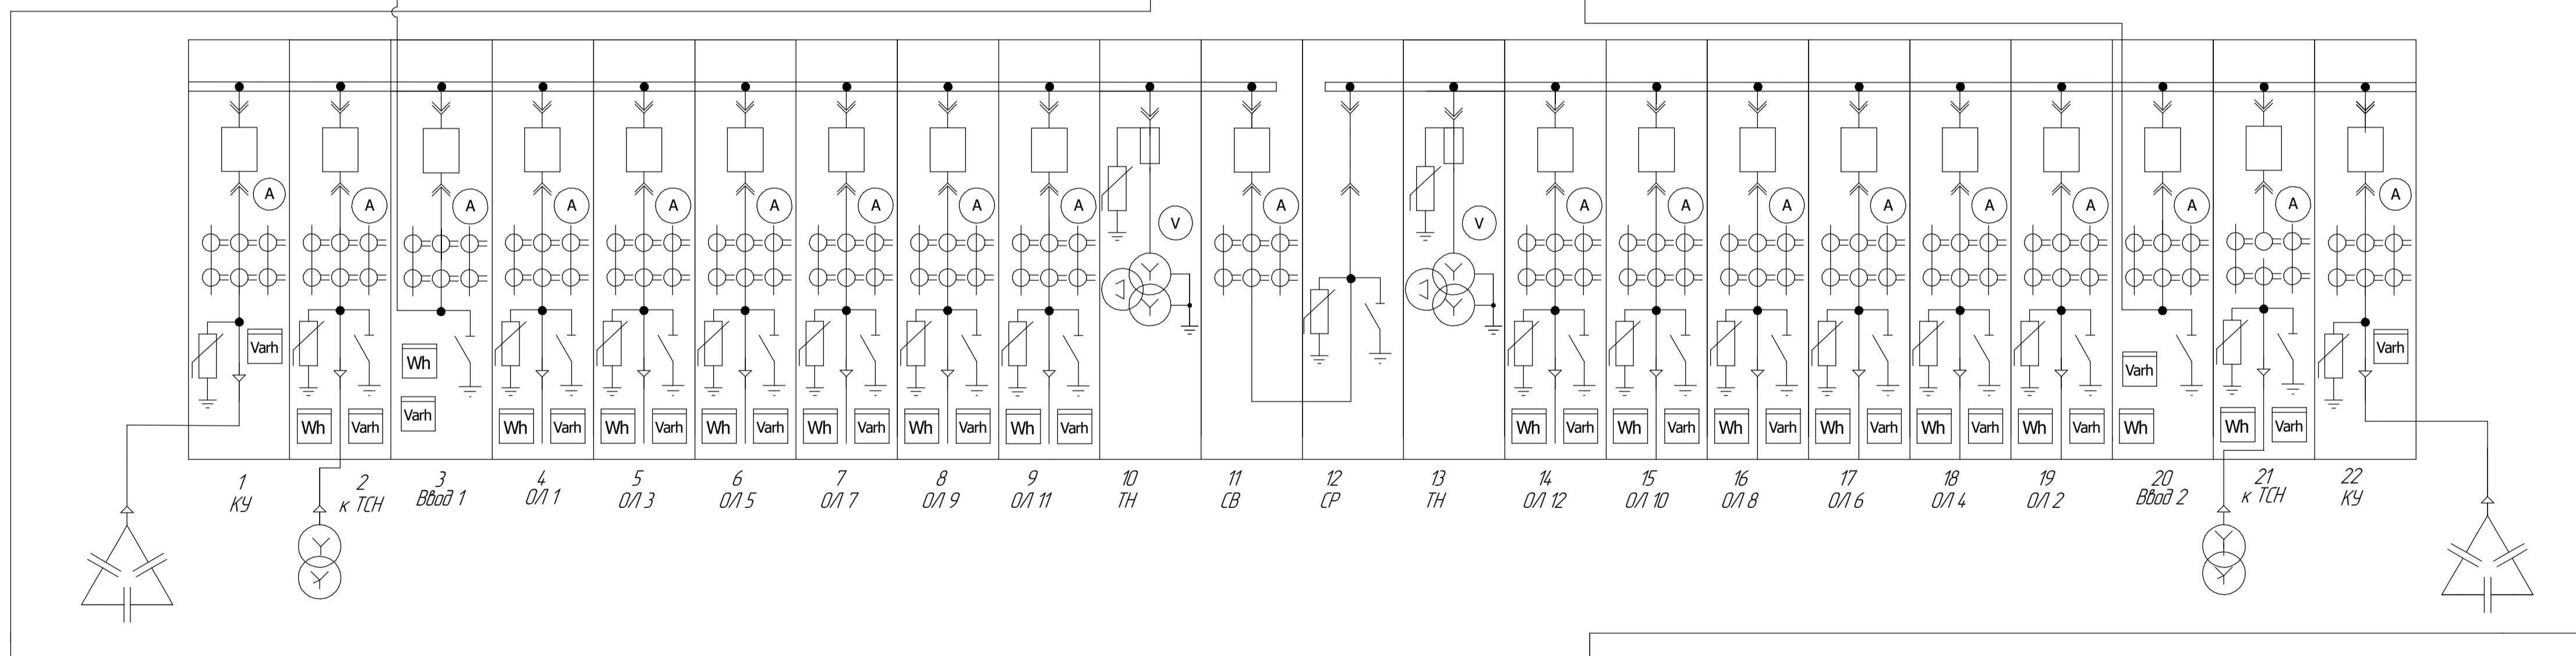 A A A A A A A A A V A V A A A A A A A A A
Varh Varh
Wh Varh
Wh Varh Wh Varh Wh Varh Wh Varh Wh Varh Wh Varh Wh Varh Varh Wh Varh Wh Varh Wh Varh Wh Varh Wh Varh Wh Varh Wh Wh Varh
1 2 3 4 5 6 7 8 9 10 11 12 13 14 15 16 17 18 19 20 21 22
КУ к ТСН Ввод 1 ОЛ 1 ОЛ 3 ОЛ 5 ОЛ 7 ОЛ 9 ОЛ 11 ТН СВ СР ТН ОЛ 12 ОЛ 10 ОЛ 8 ОЛ 6 ОЛ 4 ОЛ 2 Ввод 2 к ТСН КУ